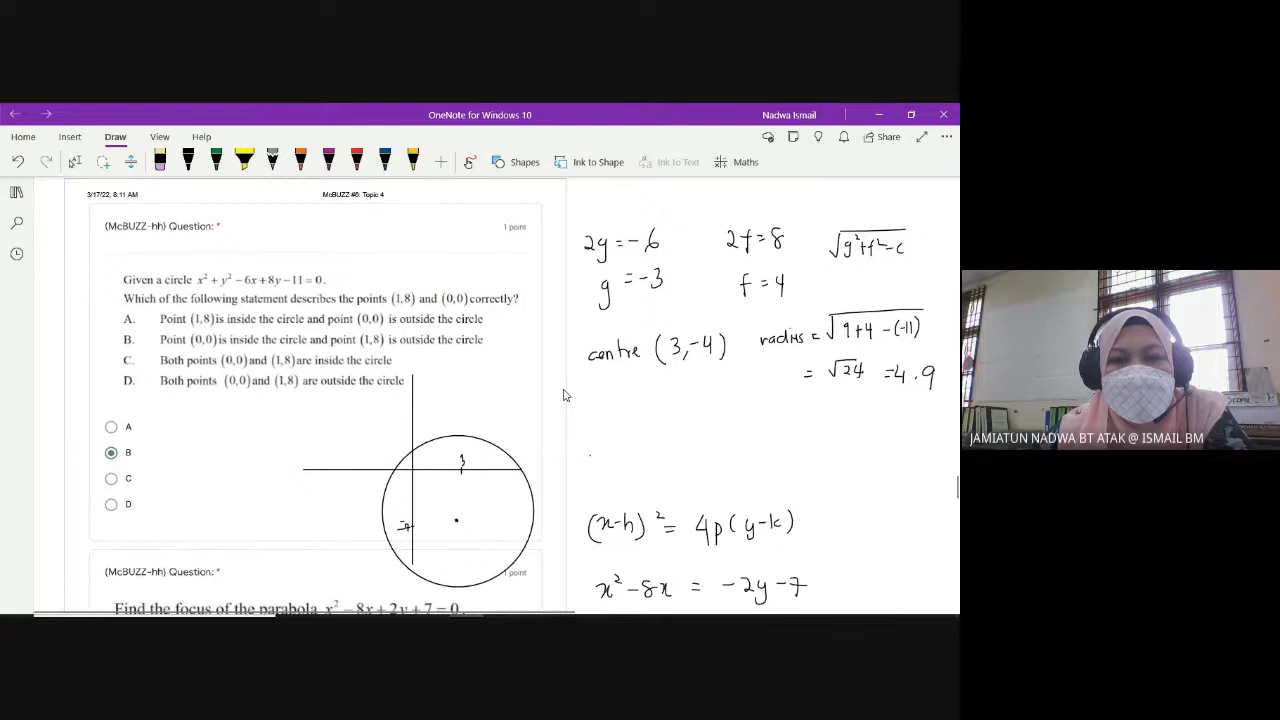 OneNote for Windows 10
Nadwa Ismail
Home Insert Draw View Help
Share
Shapes Ink to Shape Ink to Text Maths
3/17/22, 8:11 AM McBUZZ #6: Topic 4
(McBUZZ-hh) Question: *
1 point
Given a circle x² + y² − 6x + 8y − 11 = 0.
Which of the following statement describes the points (1,8) and (0,0) correctly?
A. Point (1,8) is inside the circle and point (0,0) is outside the circle
B. Point (0,0) is inside the circle and point (1,8) is outside the circle
C. Both points (0,0) and (1,8) are inside the circle
D. Both points (0,0) and (1,8) are outside the circle
A
B
C
D
3
-4
(McBUZZ-hh) Question: *
1 point
Find the focus of the parabola x² − 8x + 2y + 7 = 0.
2g = -6 2f = 8 √g²+f²-c
g = -3 f = 4
centre (3,-4) radius = √9+4-(-11)
= √24 = 4.9
(x-h)² = 4p(y-k)
x² - 8x = -2y - 7
JAMIATUN NADWA BT ATAK @ ISMAIL BM